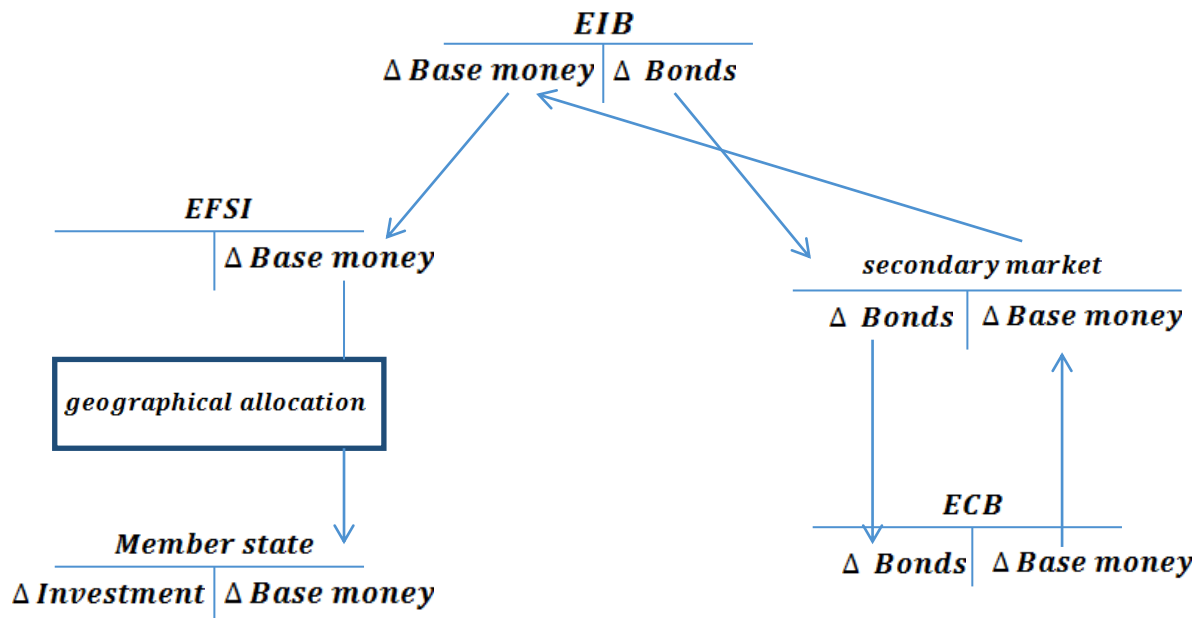 EIB
Δ Base money Δ Bonds
EFSI
Δ Base money
secondary market
Δ Bonds Δ Base money
geographical allocation
ECB
Δ Bonds Δ Base money
Member state
Δ Investment Δ Base money